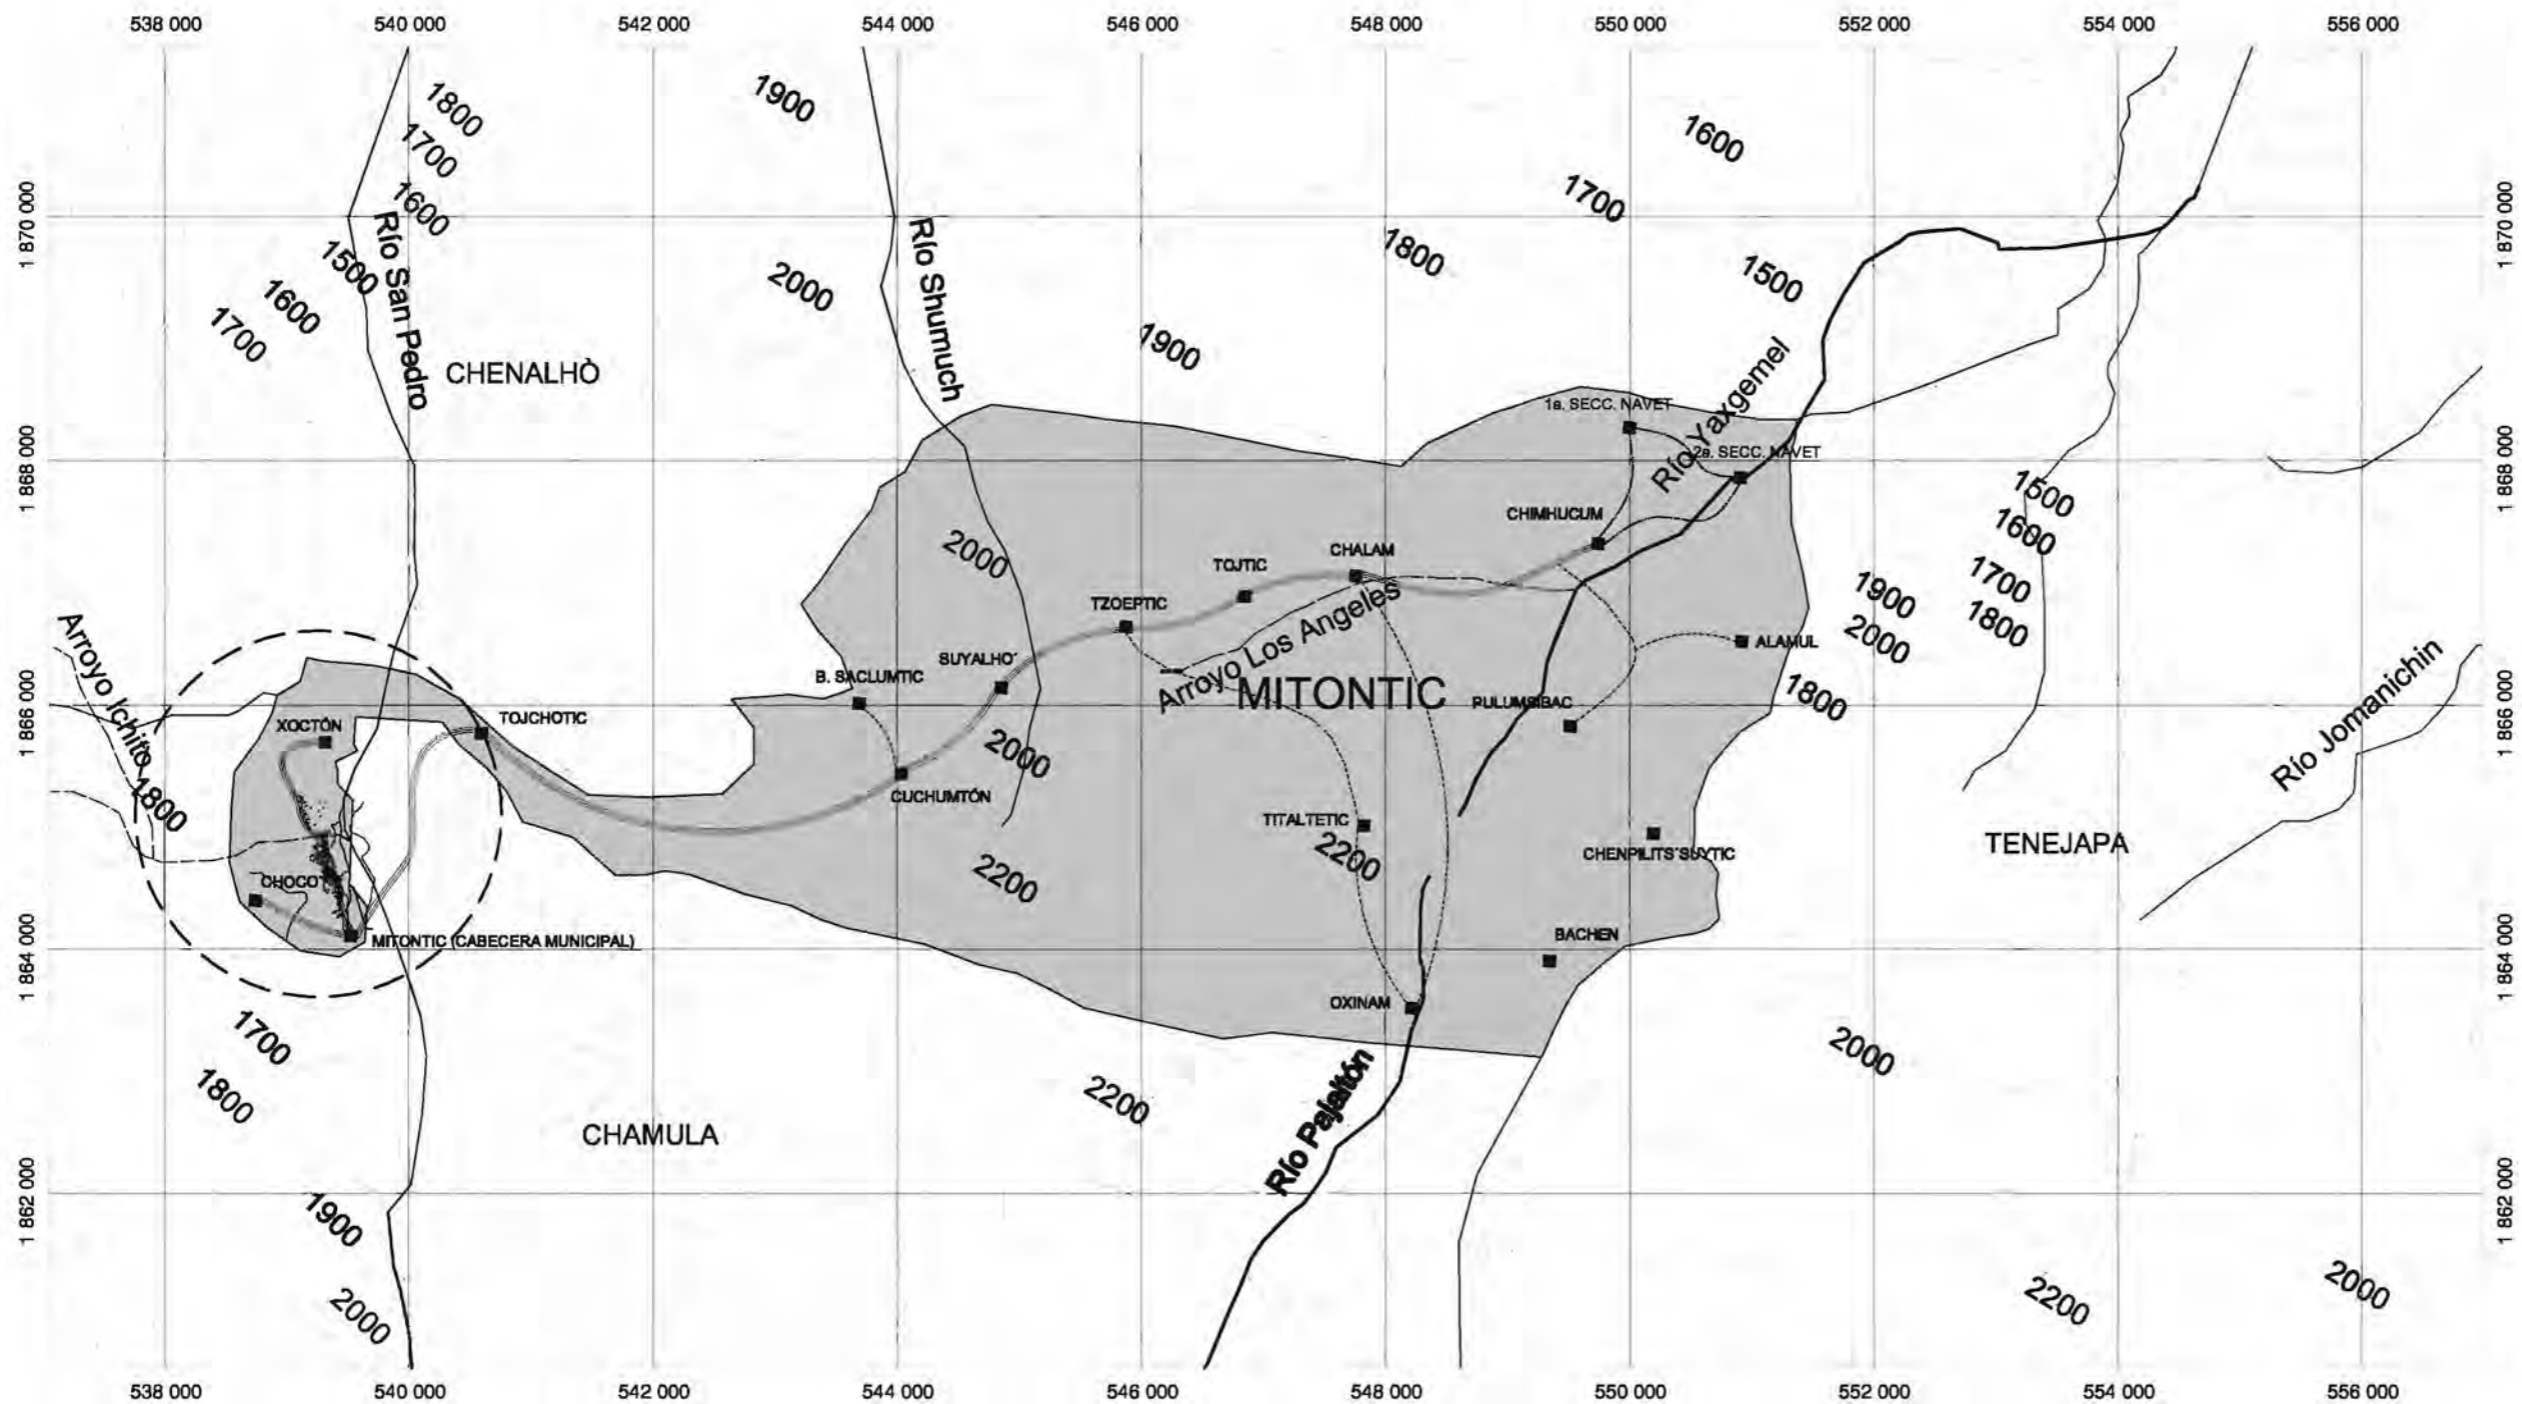 538 000
540 000
542 000
544 000
546 000
548 000
550 000
552 000
554 000
556 000
1800
1900
1700
1600
1600
1700
1 870 000
1 870 000
Río San Pedro
Río Shumuch
1500
1800
2000
1500
1600
1700
1900
CHENALHÒ
Río Yaxgemel
1a. SECC. NAVET
2a. SECC. NAVET
1 868 000
1 868 000
1500
CHIMHUCUM
1600
2000
CHALAM
TOJTIC
1700
1900
TZOEPTIC
Arroyo Los Angeles
1800
2000
ALAMUL
Arroyo Ichito
SUYALHO´
B. SACLUMTIC
MITONTIC
PULUMSIBAC
1800
1 866 000
1 866 000
XOCTÓN
TOJCHOTIC
Río Jomanichin
2000
CUCHUMTÓN
1800
TITALTETIC
2200
CHENPILITS´SUYTIC
TENEJAPA
2200
CHOCO
MITONTIC (CABECERA MUNICIPAL)
BACHEN
1 864 000
1 864 000
OXINAM
1700
2000
1800
2200
Río Pajaltón
CHAMULA
1 862 000
1 862 000
1900
2000
2200
2000
538 000
540 000
542 000
544 000
546 000
548 000
550 000
552 000
554 000
556 000